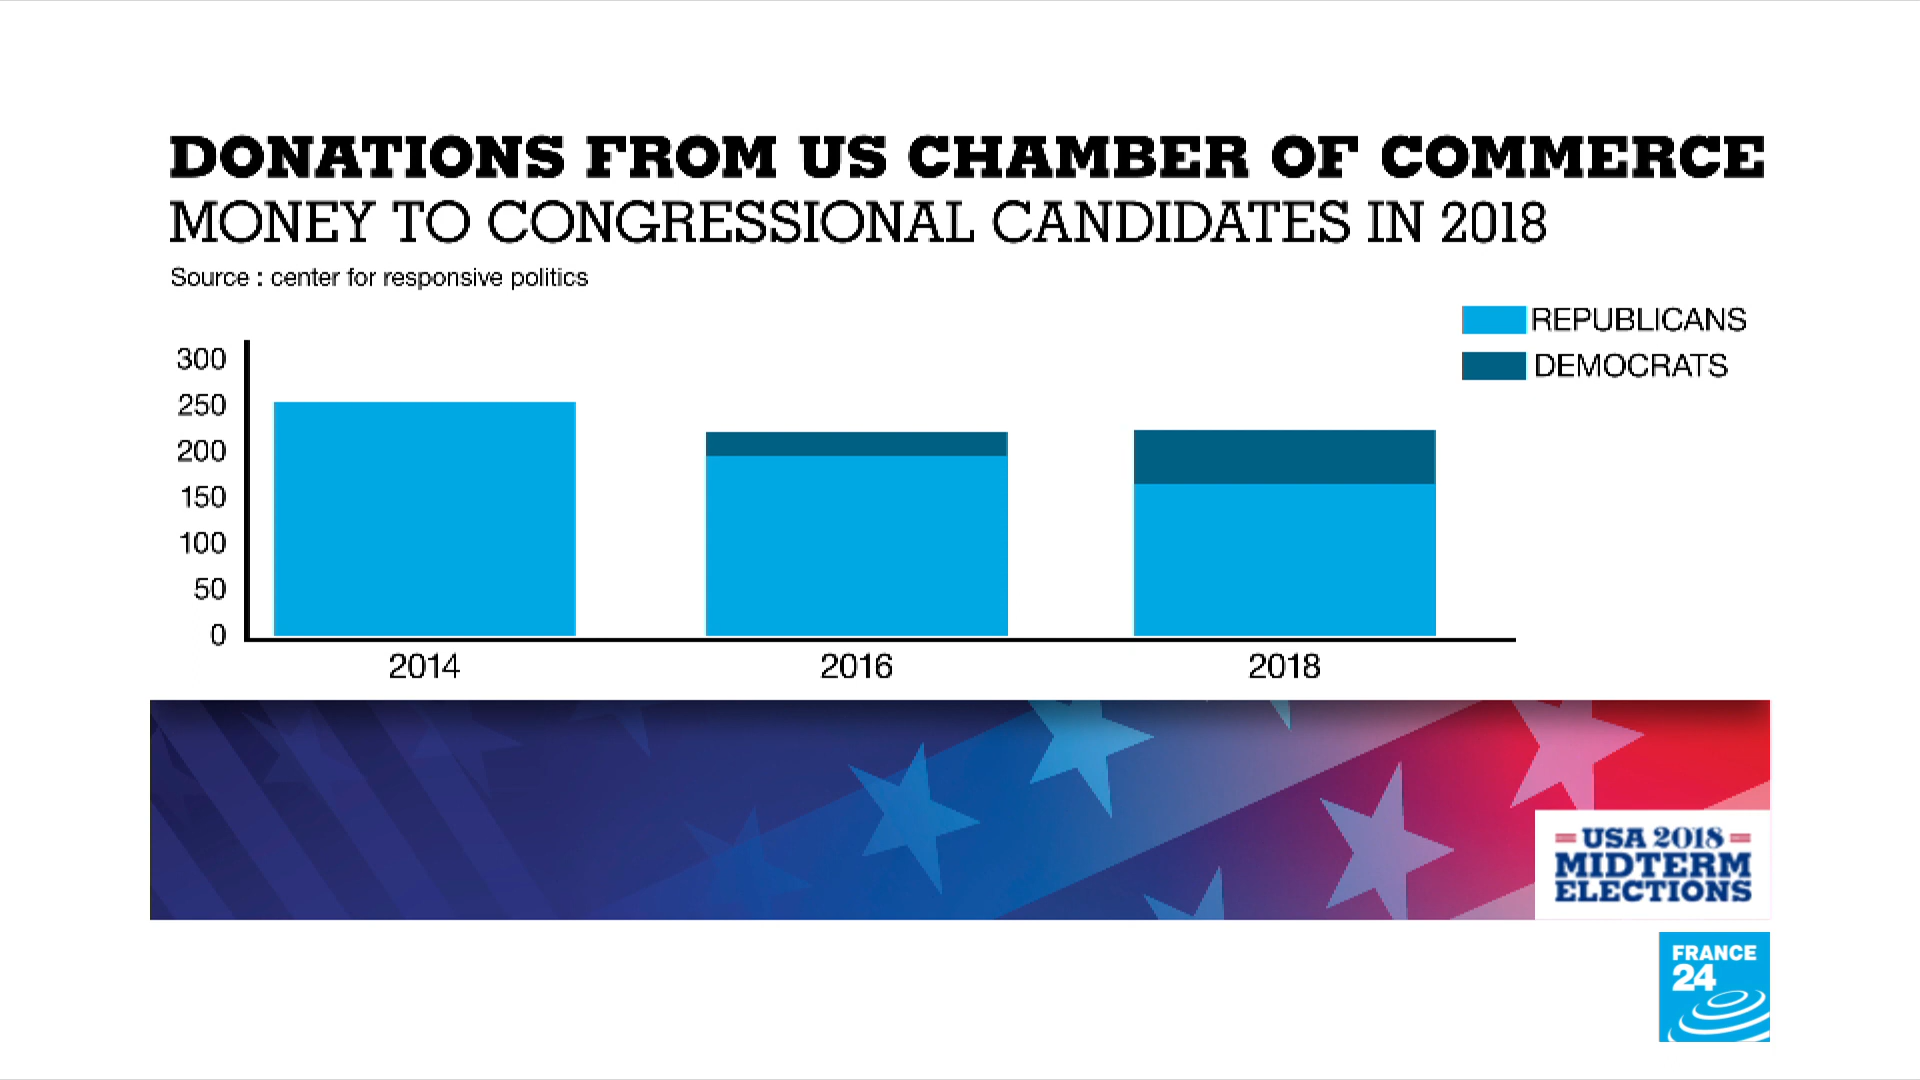 DONATIONS FROM US CHAMBER OF COMMERCE
MONEY TO CONGRESSIONAL CANDIDATES IN 2018
Source : center for responsive politics
REPUBLICANS
DEMOCRATS
300
250
200
150
100
50
0
2014
2016
2018
USA 2018
MIDTERM
ELECTIONS
FRANCE
24